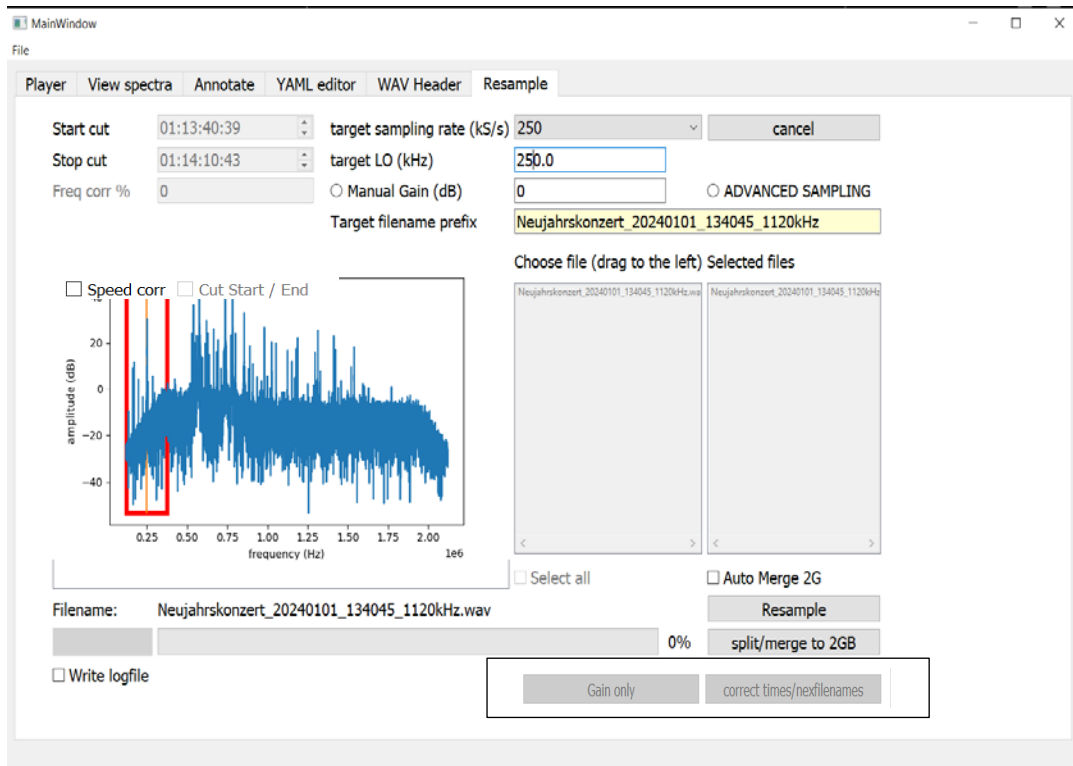 MainWindow
File
Player View spectra Annotate YAML editor WAV Header Resample
Start cut 01:13:40:39 target sampling rate (kS/s) 250 cancel
Stop cut 01:14:10:43 target LO (kHz) 250.0
Freq corr % 0 Manual Gain (dB) 0 ADVANCED SAMPLING
Target filename prefix Neujahrskonzert_20240101_134045_1120kHz
Choose file (drag to the left) Selected files
Neujahrskonzert_20240101_134045_1120kHz.wa Neujahrskonzert_20240101_134045_1120kHz
Speed corr Cut Start / End
20
0
−20
−40
amplitude (dB)
0.25 0.50 0.75 1.00 1.25 1.50 1.75 2.00
frequency (Hz) 1e6
Select all Auto Merge 2G
Filename: Neujahrskonzert_20240101_134045_1120kHz.wav Resample
0% split/merge to 2GB
Write logfile
Gain only correct times/nexfilenames